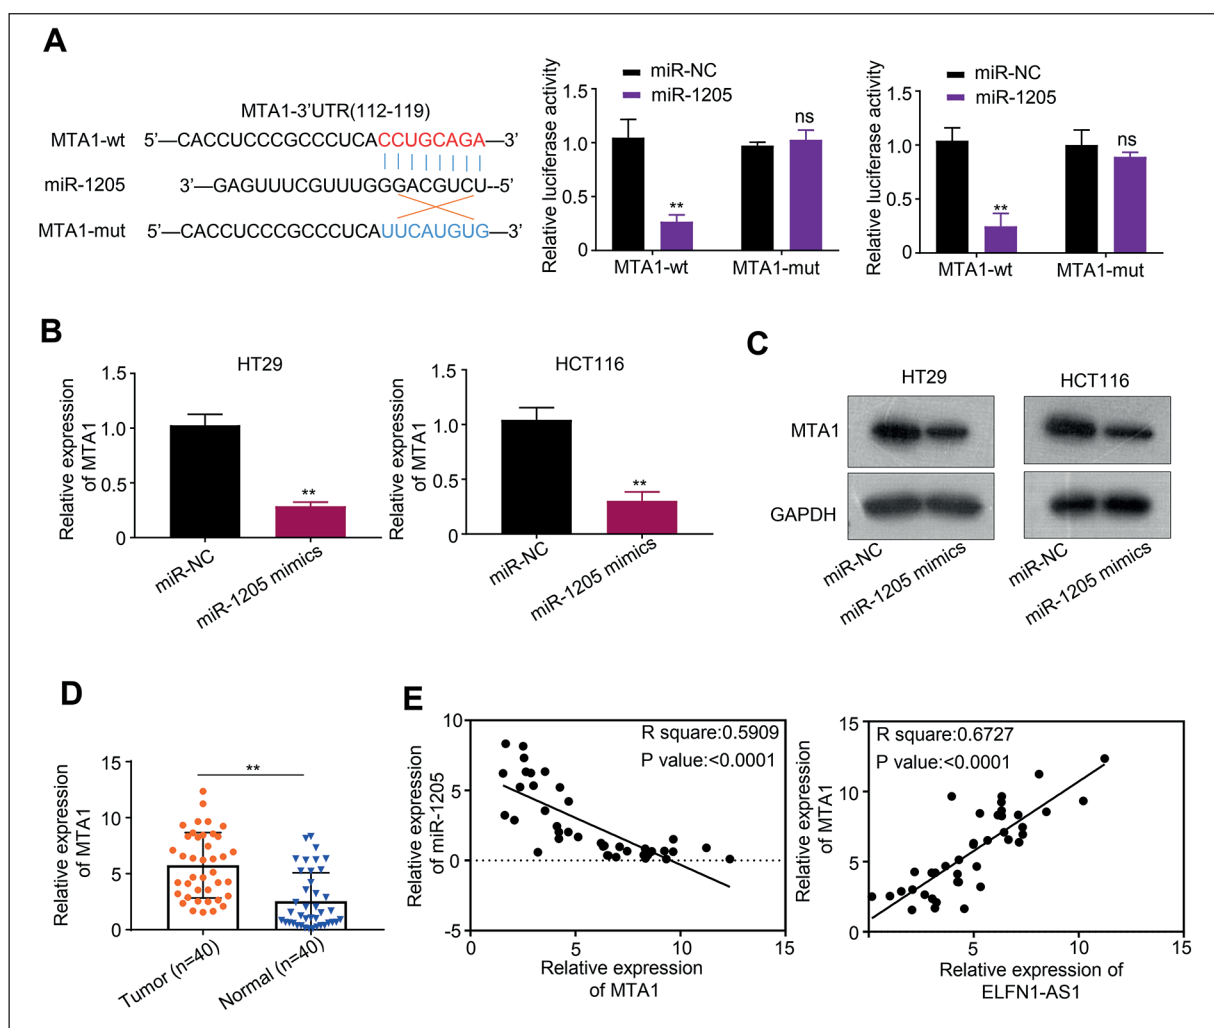 A
MTA1-3'UTR(112-119)
MTA1-wt 5'—CACCUCCCGCCCUCACCUGCAGA—3'
miR-1205 3'—GAGUUUCGUUUGGGACGUCU--5'
MTA1-mut 5'—CACCUCCCGCCCUCAUUCAUGUG—3'
Relative luciferase activity
miR-NC
miR-1205
1.5
1.0
0.5
0
**
ns
MTA1-wt MTA1-mut
Relative luciferase activity
miR-NC
miR-1205
1.5
1.0
0.5
0
**
ns
MTA1-wt MTA1-mut
B
HT29
Relative expression
of MTA1
1.5
1.0
0.5
0
**
miR-NC
miR-1205 mimics
HCT116
Relative expression
of MTA1
1.5
1.0
0.5
0
**
miR-NC
miR-1205 mimics
C
HT29 HCT116
MTA1
GAPDH
miR-NC
miR-1205 mimics
miR-NC
miR-1205 mimics
D
Relative expression
of MTA1
15
10
5
0
**
Tumor (n=40)
Normal (n=40)
E
Relative expression
of miR-1205
10
5
0
-5
R square:0.5909
P value:<0.0001
0 5 10 15
Relative expression
of MTA1
Relative expression
of MTA1
15
10
5
0
R square:0.6727
P value:<0.0001
5 10 15
Relative expression of
ELFN1-AS1